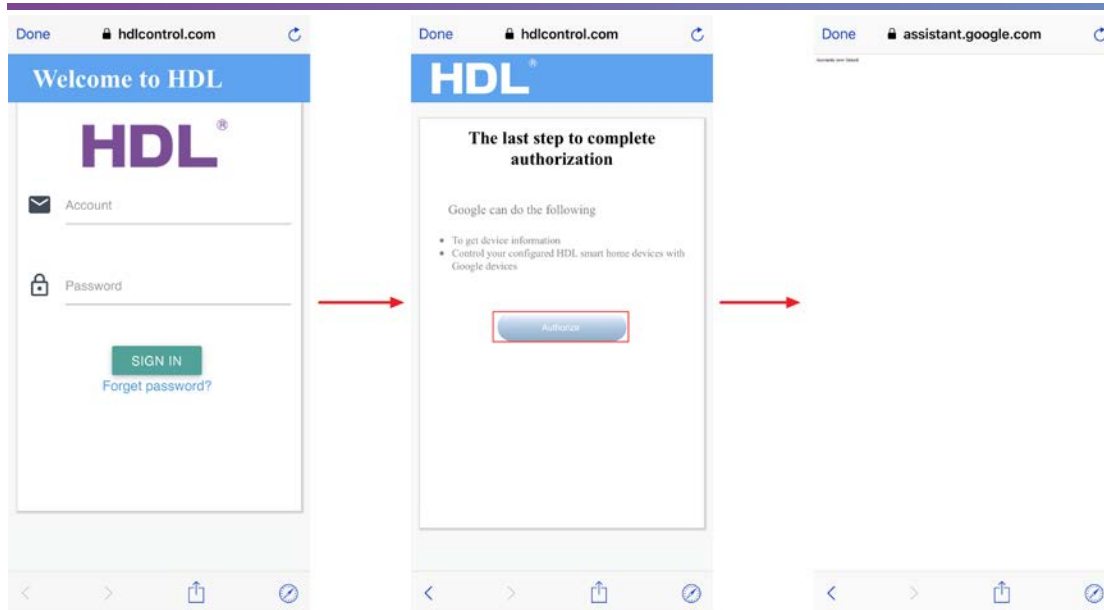 Done hdlcontrol.com
Welcome to HDL
HDL®
Account
Password
SIGN IN
Forget password?
Done hdlcontrol.com
HDL®
The last step to complete
authorization
Google can do the following
• To get device information
• Control your configured HDL smart home devices with
Google devices
Authorize
Done assistant.google.com